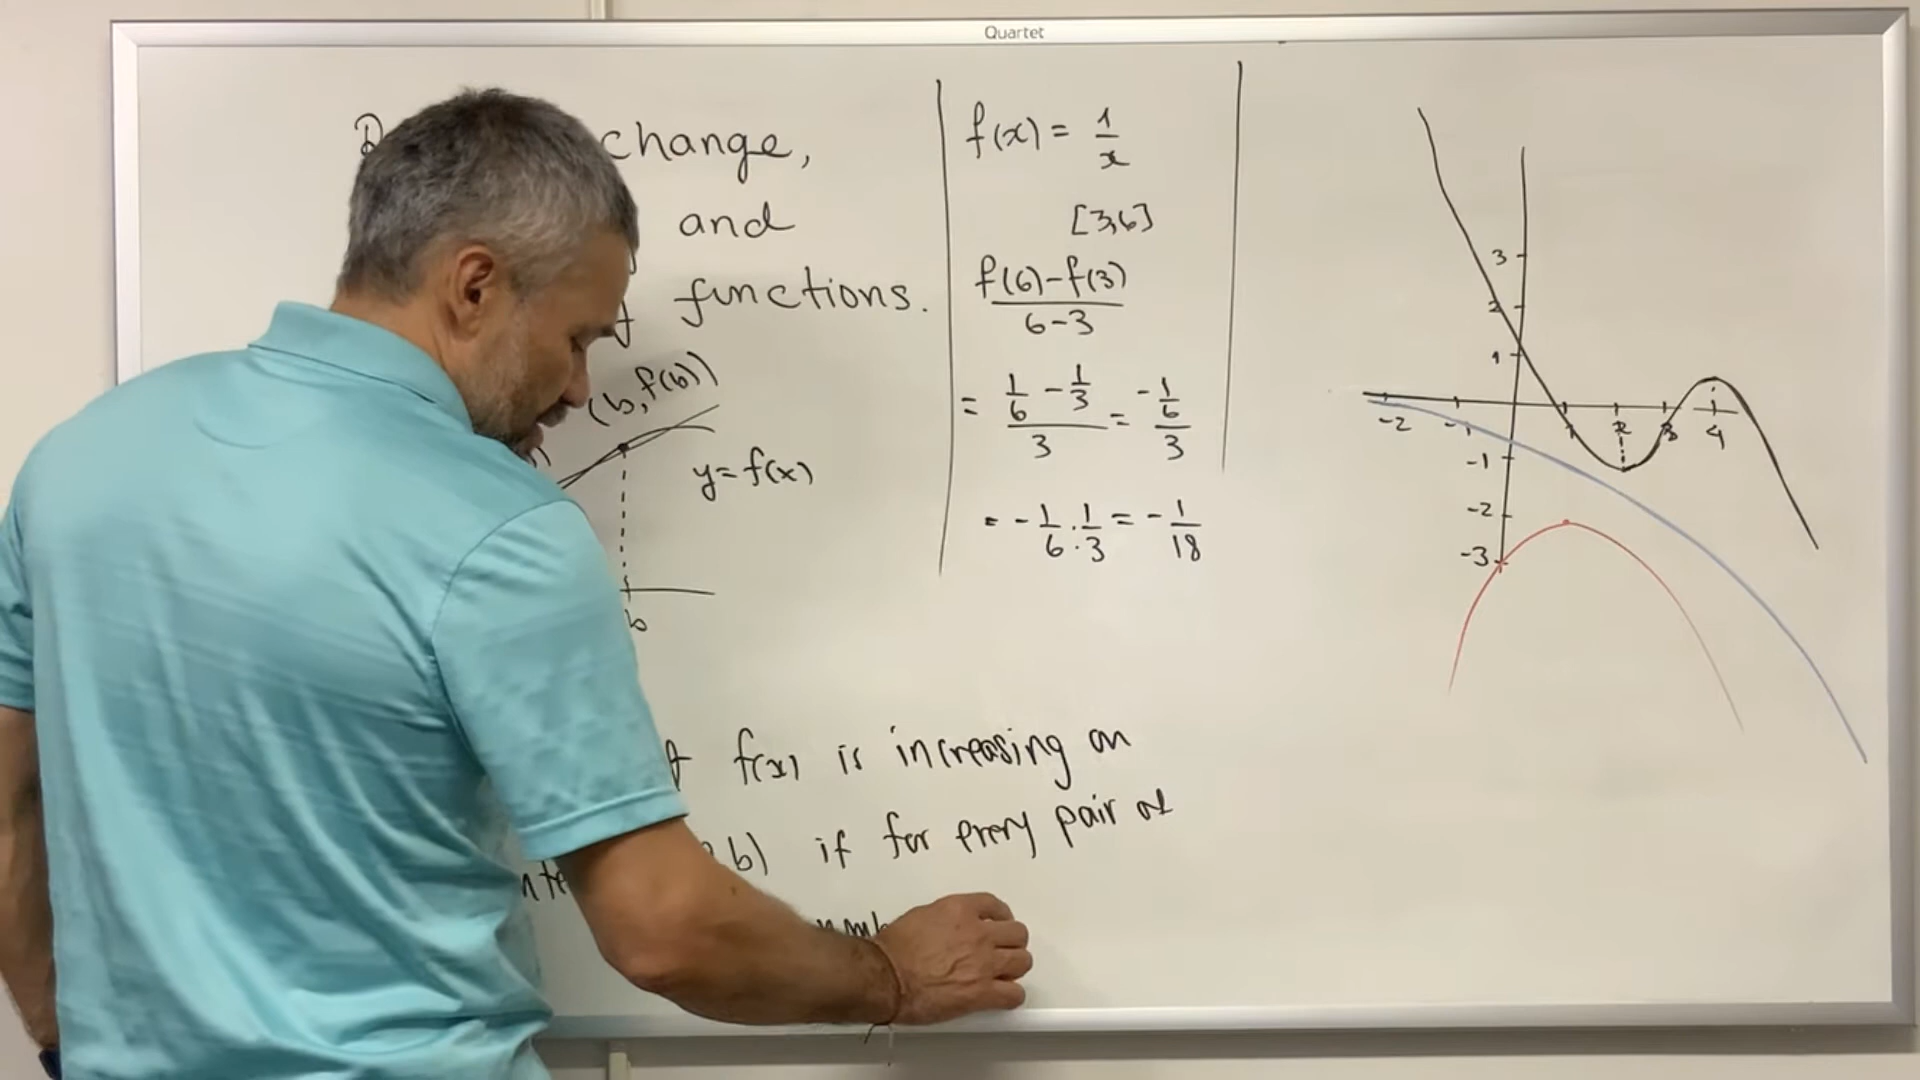 Quartet
change,
and
functions.
(b, f(b))
y = f(x)
b
f(x) = 1/x
[3,6]
f(6)-f(3)
6-3
= (1/6 - 1/3)/3 = (-1/6)/3
= -1/6 · 1/3 = -1/18
f(x) is increasing on
b) if for every pair of
3
2
1
-2 -1 1 2 3 4
-1
-2
-3